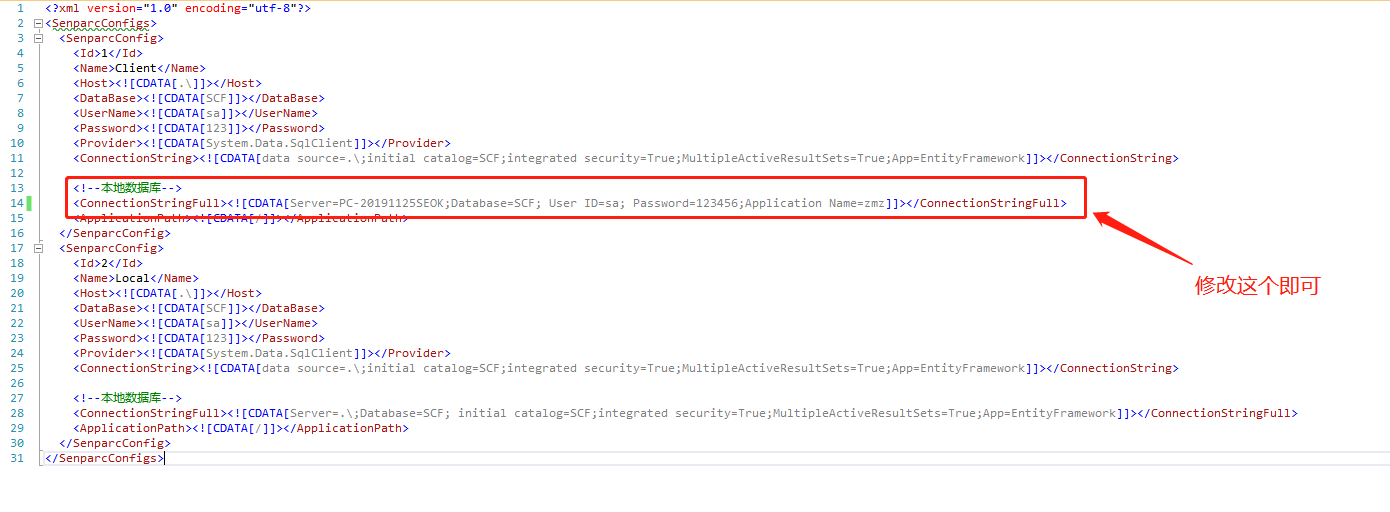 1 <?xml version="1.0" encoding="utf-8"?>
2 <SenparcConfigs>
3 <SenparcConfig>
4 <Id>1</Id>
5 <Name>Client</Name>
6 <Host><![CDATA[.\]]></Host>
7 <DataBase><![CDATA[SCF]]></DataBase>
8 <UserName><![CDATA[sa]]></UserName>
9 <Password><![CDATA[123]]></Password>
10 <Provider><![CDATA[System.Data.SqlClient]]></Provider>
11 <ConnectionString><![CDATA[data source=.\;initial catalog=SCF;integrated security=True;MultipleActiveResultSets=True;App=EntityFramework]]></ConnectionString>
12
13 <!--本地数据库-->
14 <ConnectionStringFull><![CDATA[Server=PC-20191125SEOK;Database=SCF; User ID=sa; Password=123456;Application Name=zmz]]></ConnectionStringFull>
15 <ApplicationPath><![CDATA[/]]></ApplicationPath>
16 </SenparcConfig>
17 <SenparcConfig>
18 <Id>2</Id>
19 <Name>Local</Name>
修改这个即可
20 <Host><![CDATA[.\]]></Host>
21 <DataBase><![CDATA[SCF]]></DataBase>
22 <UserName><![CDATA[sa]]></UserName>
23 <Password><![CDATA[123]]></Password>
24 <Provider><![CDATA[System.Data.SqlClient]]></Provider>
25 <ConnectionString><![CDATA[data source=.\;initial catalog=SCF;integrated security=True;MultipleActiveResultSets=True;App=EntityFramework]]></ConnectionString>
26
27 <!--本地数据库-->
28 <ConnectionStringFull><![CDATA[Server=.\;Database=SCF; initial catalog=SCF;integrated security=True;MultipleActiveResultSets=True;App=EntityFramework]]></ConnectionStringFull>
29 <ApplicationPath><![CDATA[/]]></ApplicationPath>
30 </SenparcConfig>
31 </SenparcConfigs>